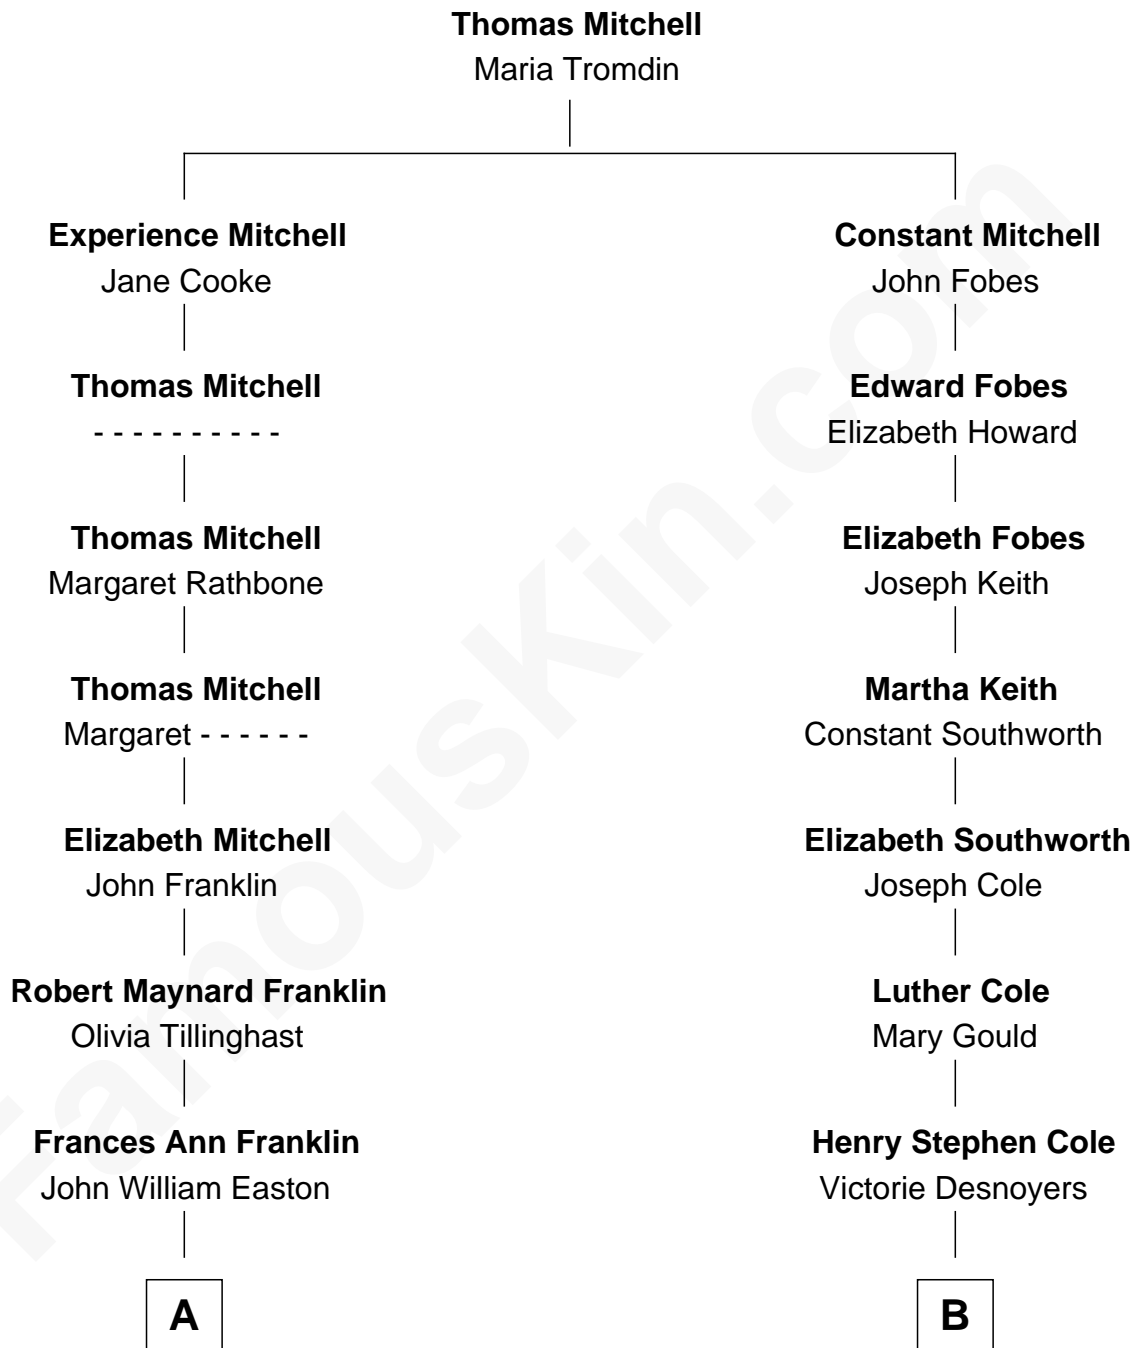 Thomas Mitchell
Maria Tromdin
Experience Mitchell
Jane Cooke
Constant Mitchell
John Fobes
Thomas Mitchell
- - - - - - - - - -
Edward Fobes
Elizabeth Howard
Thomas Mitchell
Margaret Rathbone
Elizabeth Fobes
Joseph Keith
Thomas Mitchell
Margaret - - - - - -
Martha Keith
Constant Southworth
Elizabeth Mitchell
John Franklin
Elizabeth Southworth
Joseph Cole
Robert Maynard Franklin
Olivia Tillinghast
Luther Cole
Mary Gould
Frances Ann Franklin
John William Easton
Henry Stephen Cole
Victorie Desnoyers
A
B
FamousKin.com